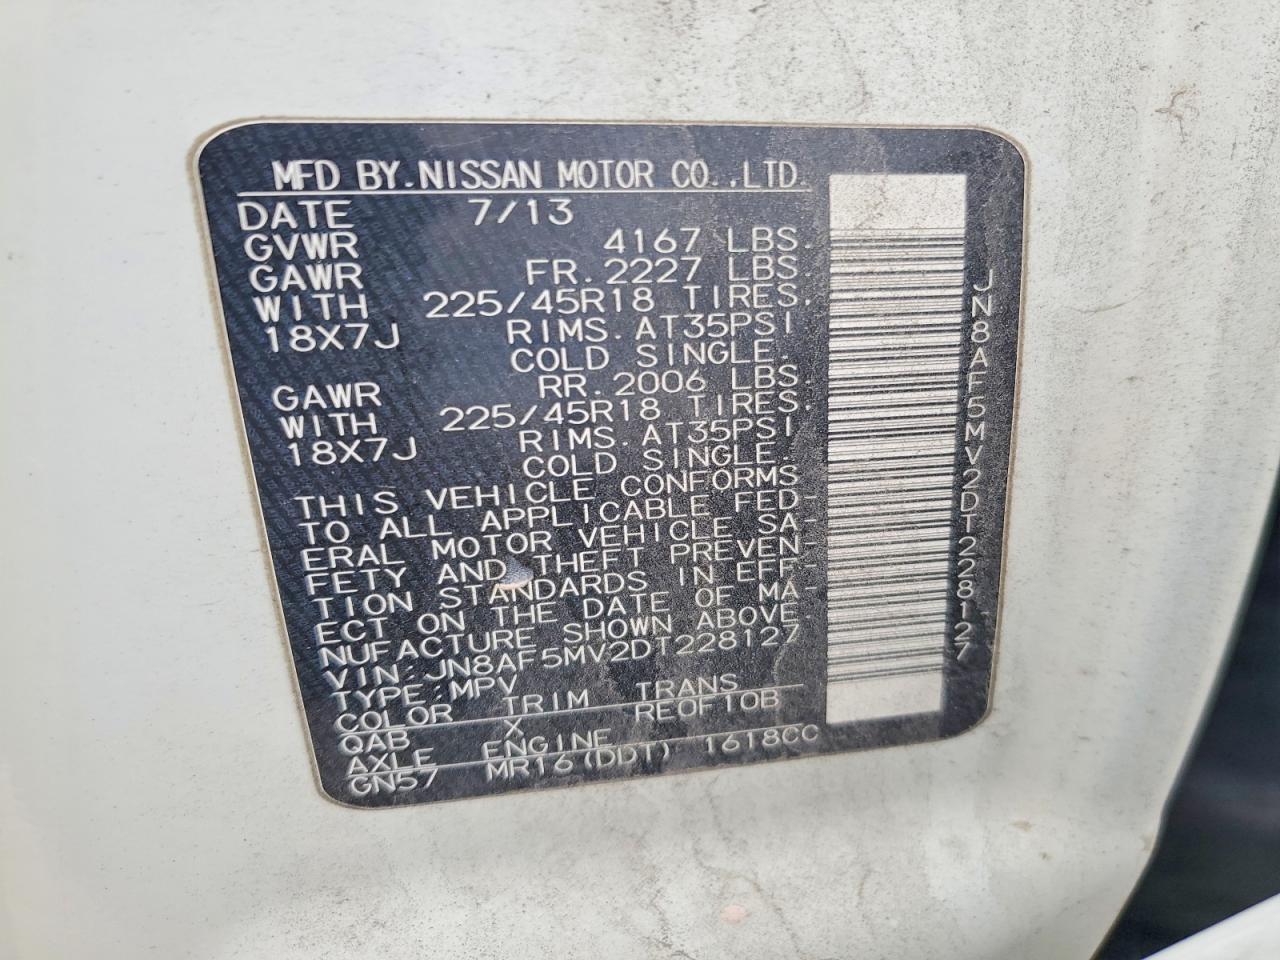 MFD BY.NISSAN MOTOR CO.,LTD.
DATE 7/13
GVWR 4167 LBS.
GAWR FR.2227 LBS.
WITH 225/45R18 TIRES.
18X7J RIMS.AT35PSI
COLD SINGLE.
GAWR RR.2006 LBS.
WITH 225/45R18 TIRES.
18X7J RIMS.AT35PSI
COLD SINGLE.
THIS VEHICLE CONFORMS
TO ALL APPLICABLE FED-
ERAL MOTOR VEHICLE SA-
FETY AND THEFT PREVEN-
TION STANDARDS IN EFF-
ECT ON THE DATE OF MA-
NUFACTURE SHOWN ABOVE.
VIN:JN8AF5MV2DT228127
TYPE:MPV
COLOR TRIM TRANS
QAB X RE0F10B
AXLE ENGINE
GN57 MR16(DDT) 1618CC
JN8AF5MV2DT228127